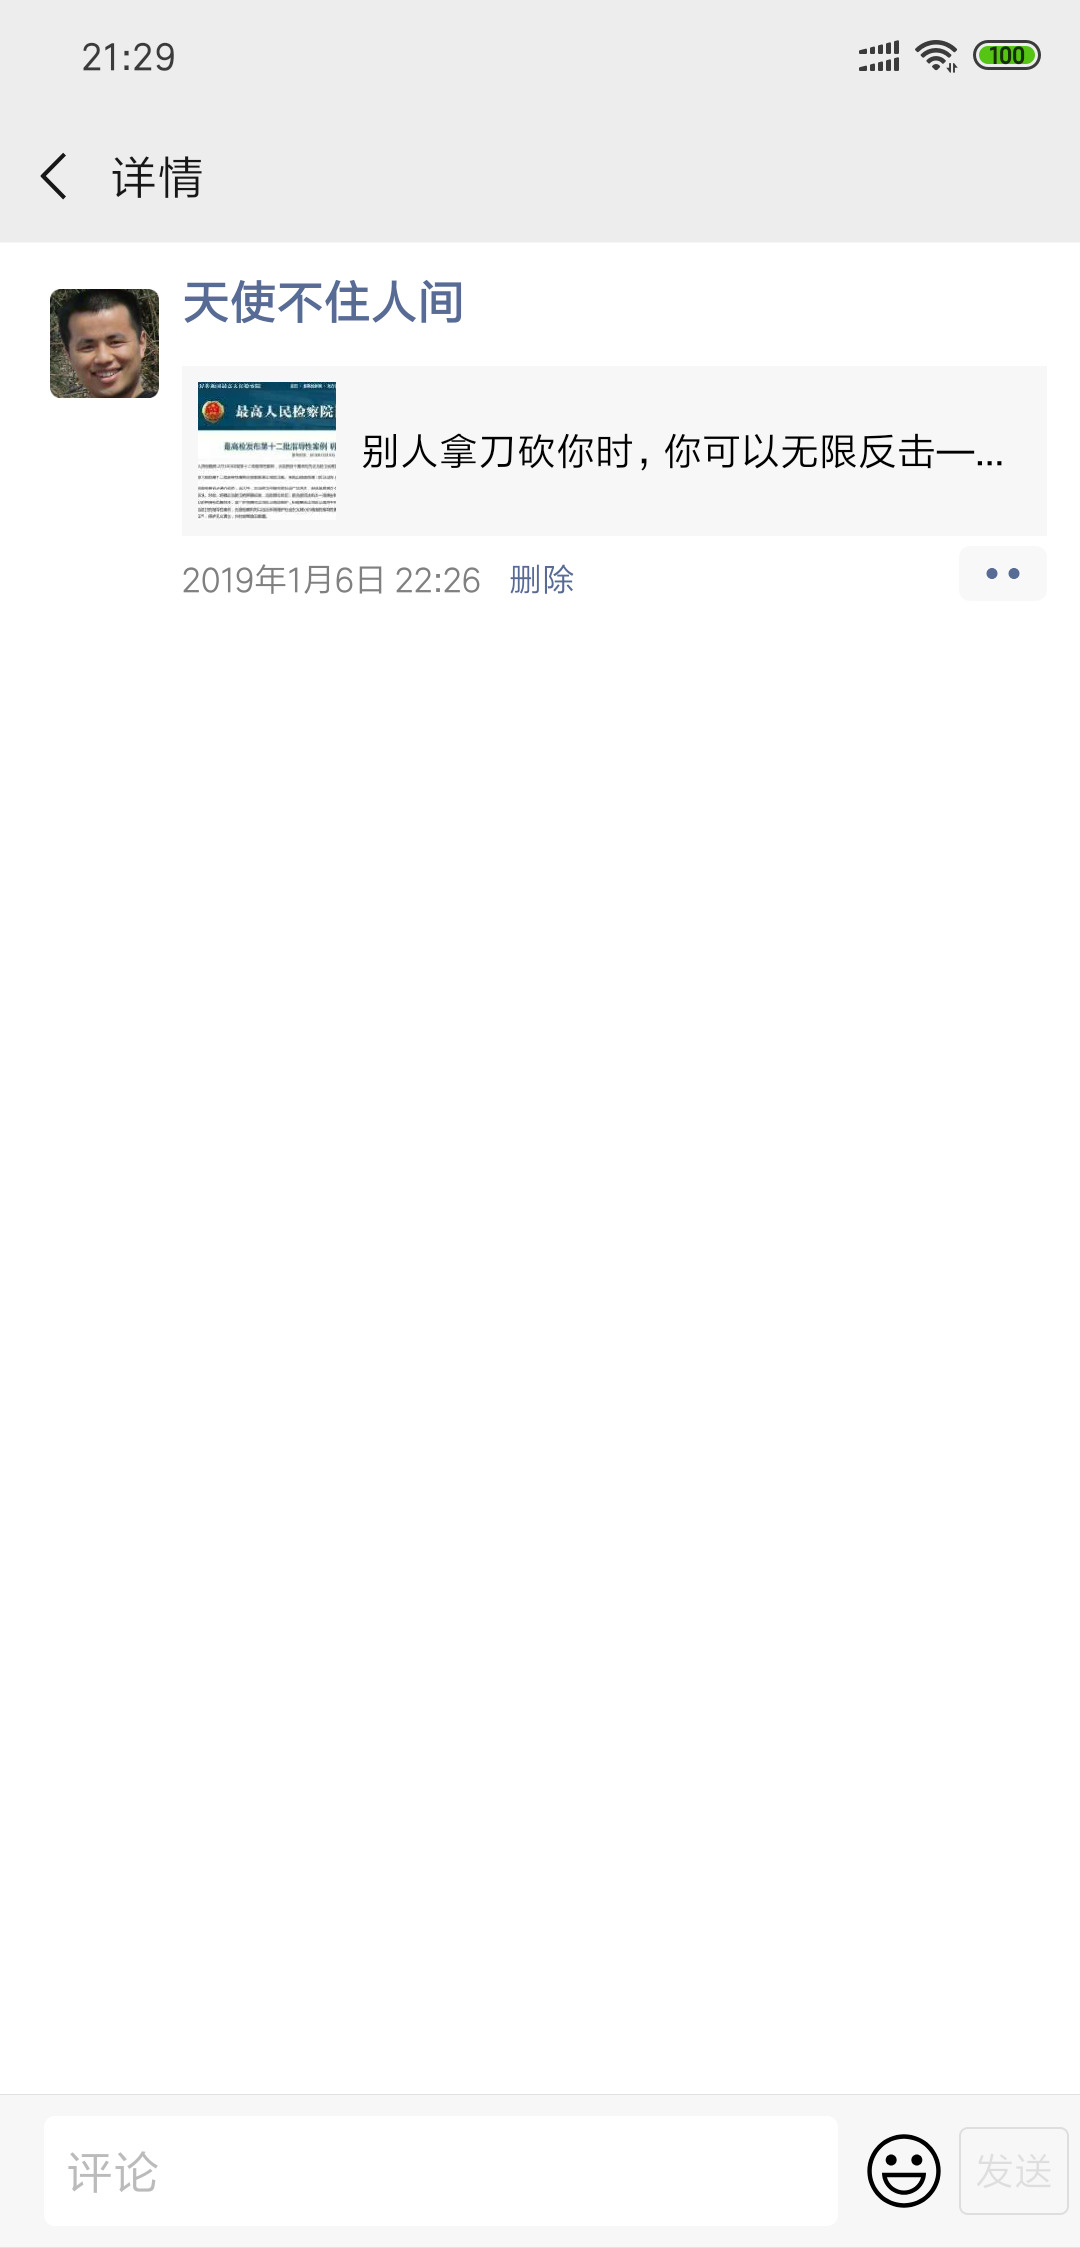 21:29
100
详情
天使不住人间
最高人民检察院
最高检发布第十二批指导性案例
别人拿刀砍你时，你可以无限反击—...
2019年1月6日 22:26 删除
评论
发送